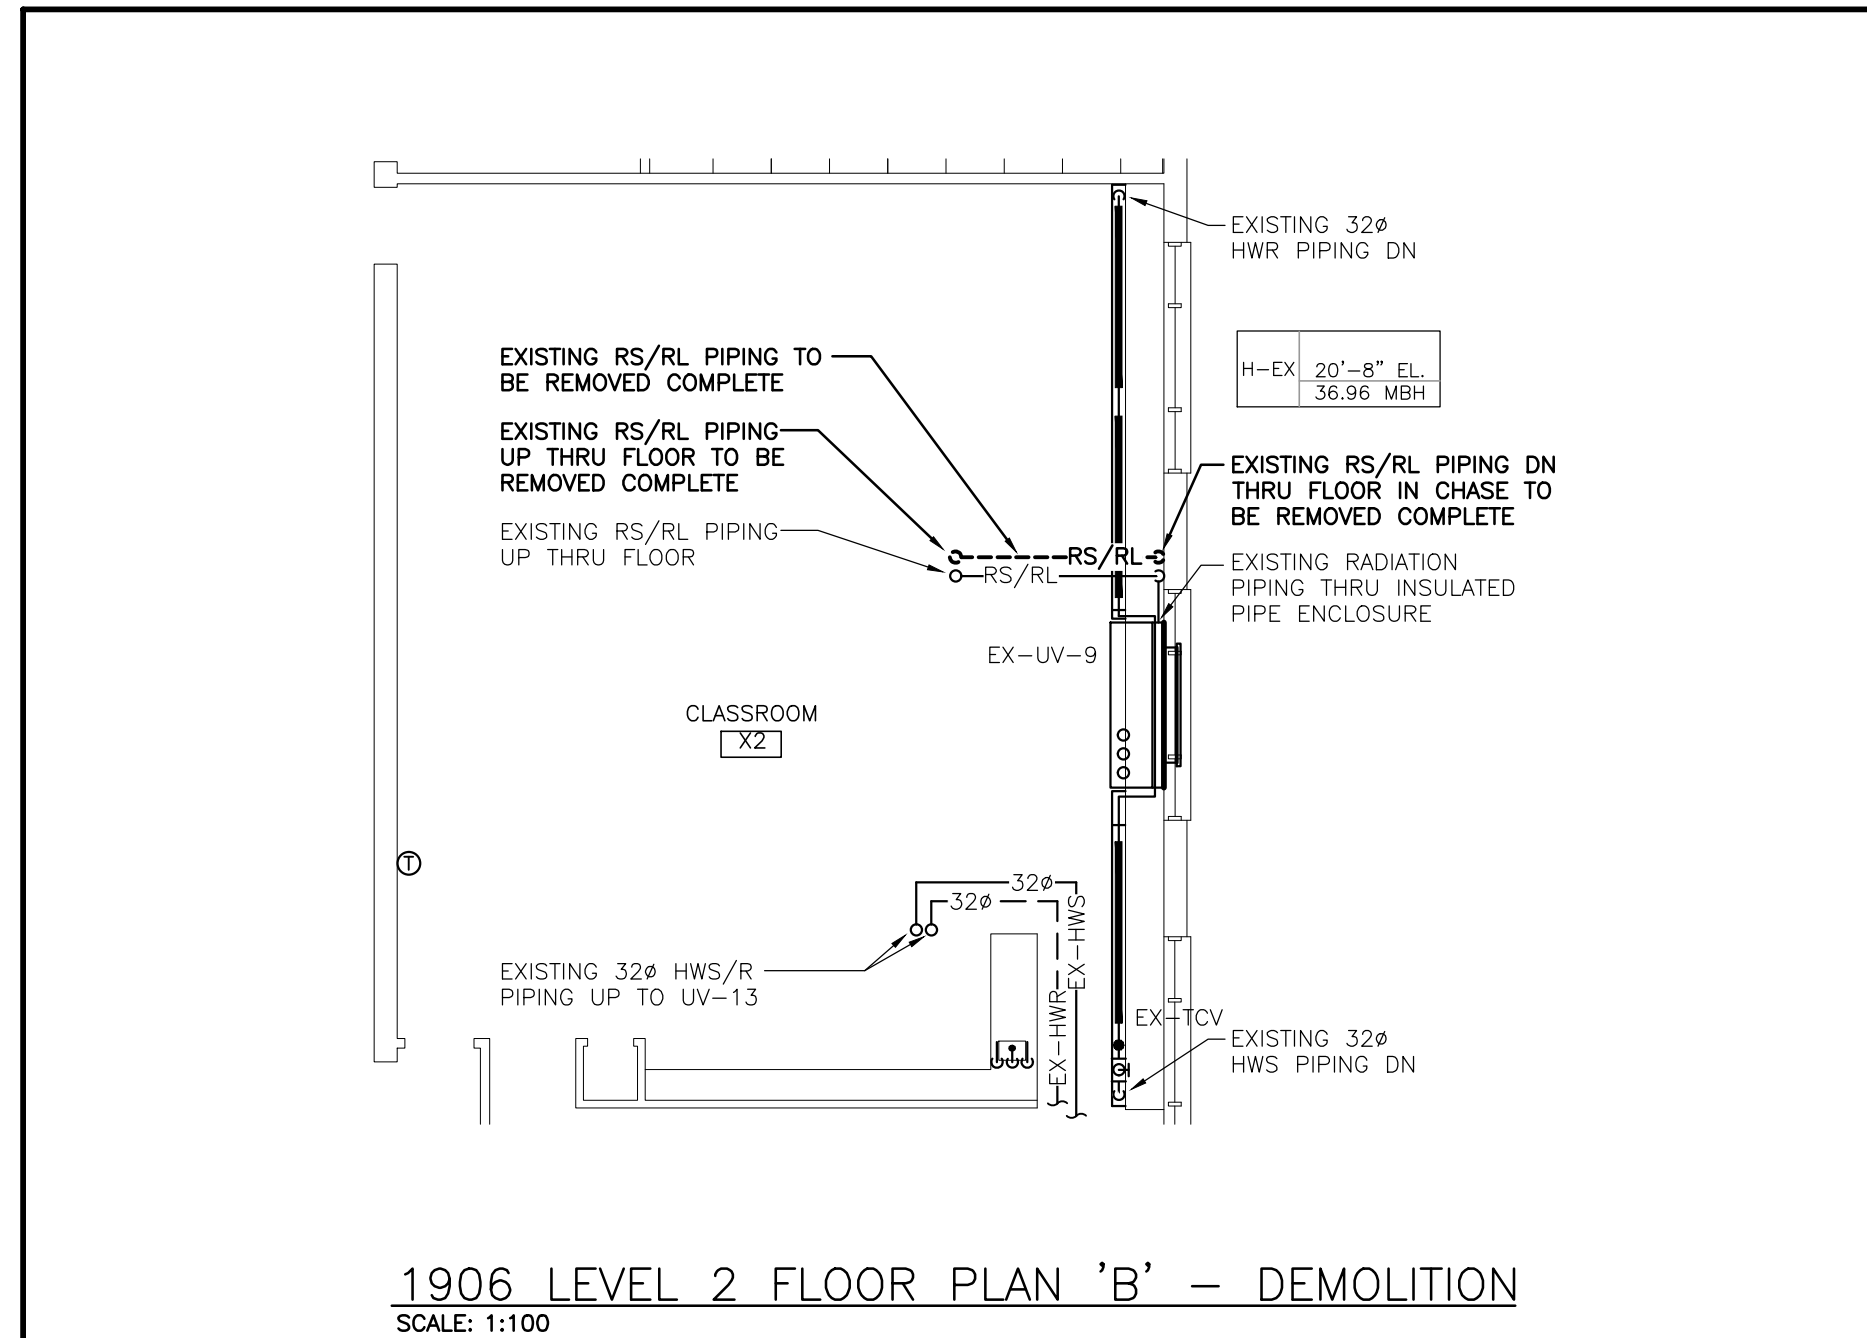 EXISTING 32ø
HWR PIPING DN
H-EX
20'-8" EL.
36.96 MBH
EXISTING RS/RL PIPING TO
BE REMOVED COMPLETE
EXISTING RS/RL PIPING
UP THRU FLOOR TO BE
REMOVED COMPLETE
EXISTING RS/RL PIPING
UP THRU FLOOR
EXISTING RS/RL PIPING DN
THRU FLOOR IN CHASE TO
BE REMOVED COMPLETE
RS/RL
RS/RL
EXISTING RADIATION
PIPING THRU INSULATED
PIPE ENCLOSURE
EX-UV-9
CLASSROOM
X2
T
32ø
32ø
EX-HWS
EX-HWR
EXISTING 32ø HWS/R
PIPING UP TO UV-13
EX-TCV
EXISTING 32ø
HWS PIPING DN
1906 LEVEL 2 FLOOR PLAN 'B' - DEMOLITION
SCALE: 1:100